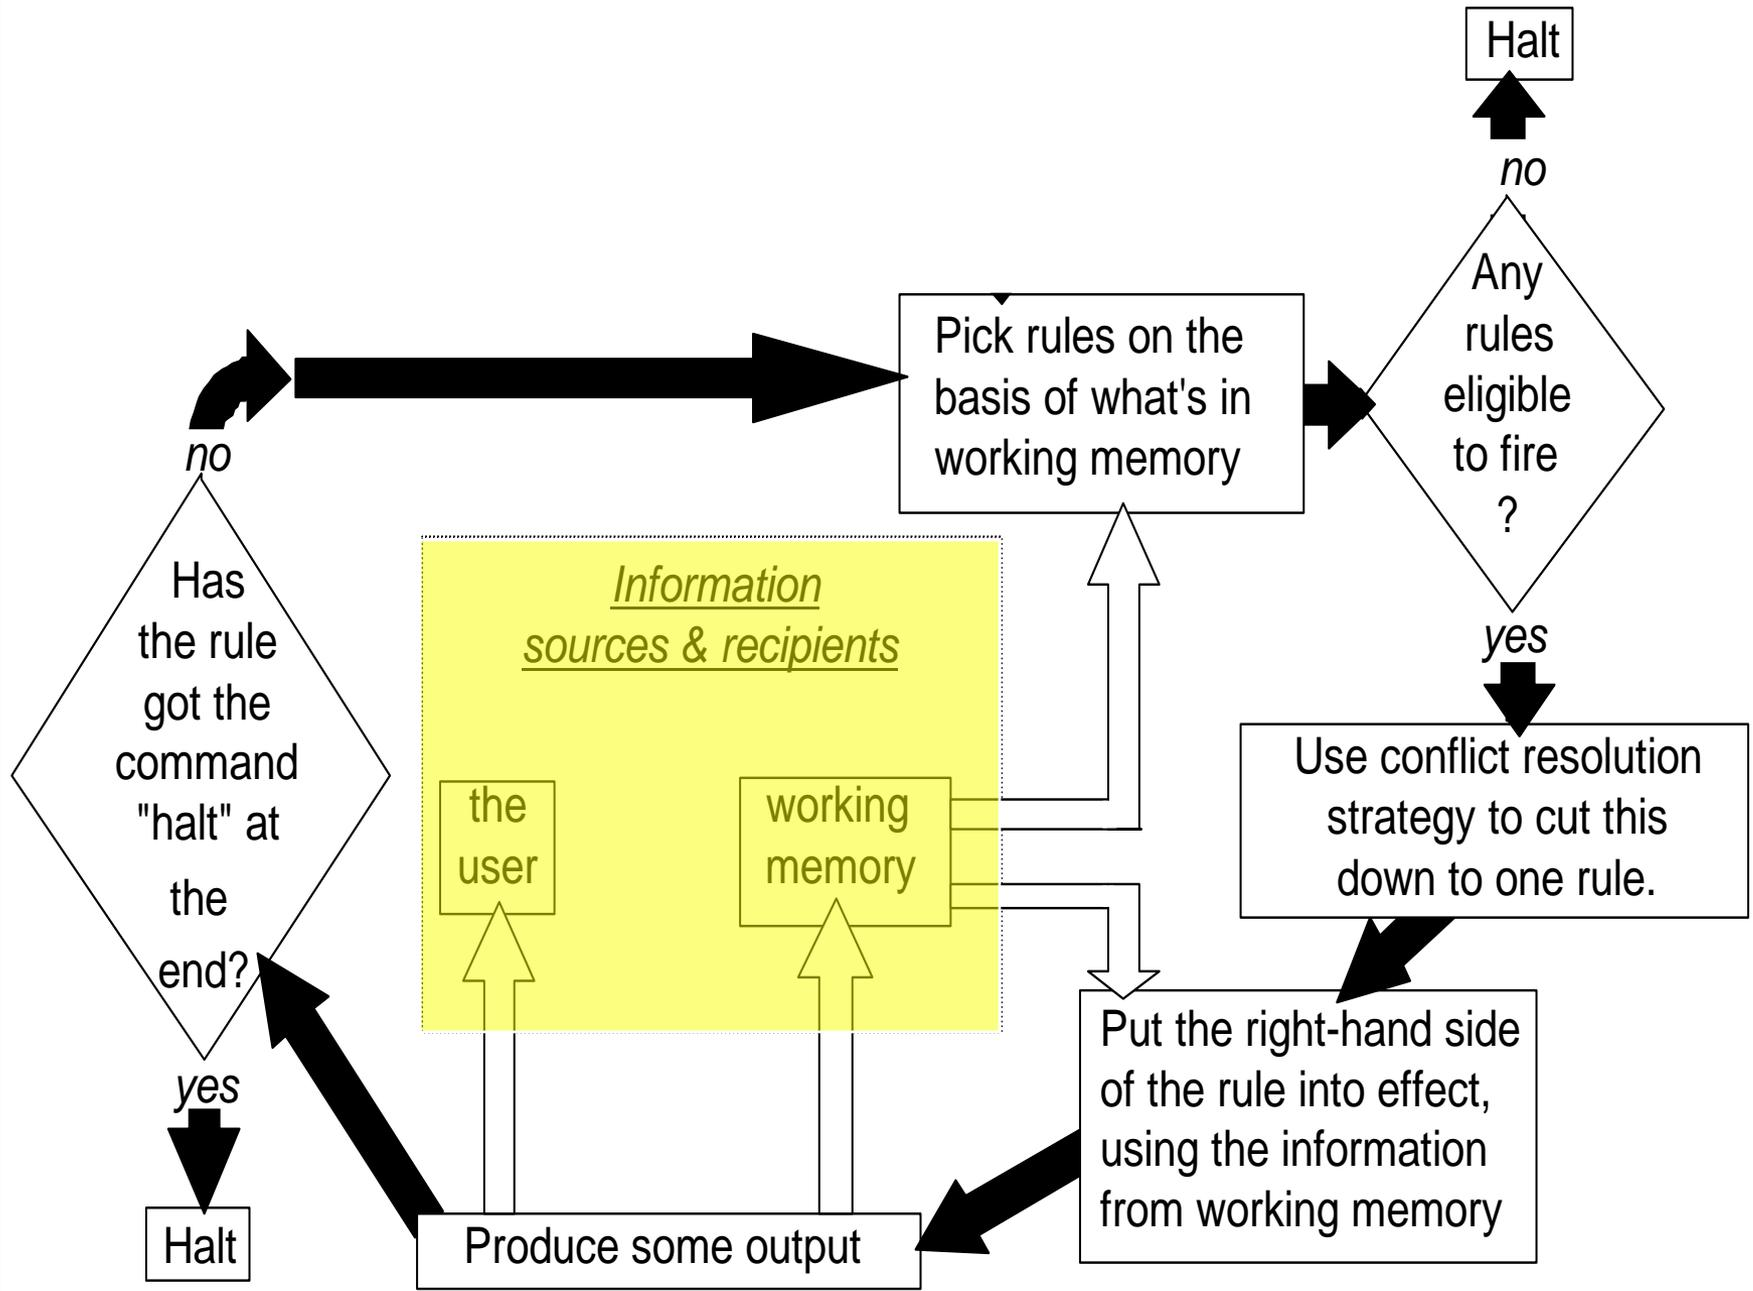 Halt
no
Any
rules
eligible
to fire
?
yes
Pick rules on the
basis of what's in
working memory
no
Has
the rule
got the
command
"halt" at
the
end?
yes
Halt
Information
sources & recipients
the
user
working
memory
Use conflict resolution
strategy to cut this
down to one rule.
Put the right-hand side
of the rule into effect,
using the information
from working memory
Produce some output